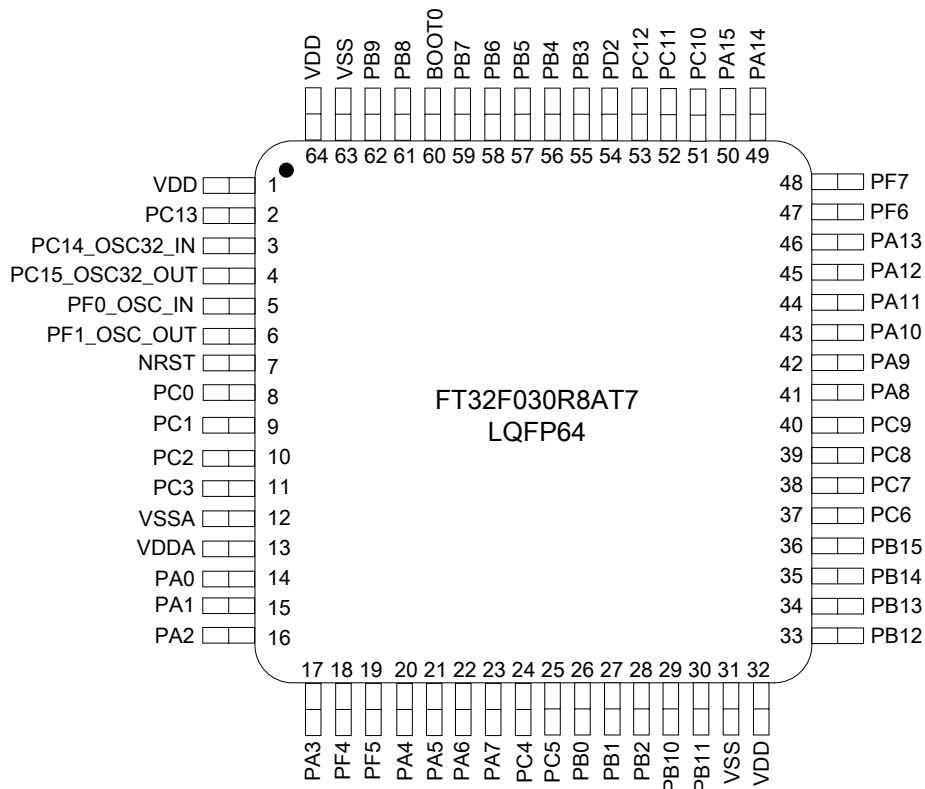 VDD VSS PB9 PB8 BOOT0 PB7 PB6 PB5 PB4 PB3 PD2 PC12 PC11 PC10 PA15 PA14
64 63 62 61 60 59 58 57 56 55 54 53 52 51 50 49
VDD 1
PC13 2
PC14_OSC32_IN 3
PC15_OSC32_OUT 4
PF0_OSC_IN 5
PF1_OSC_OUT 6
NRST 7
PC0 8
PC1 9
PC2 10
PC3 11
VSSA 12
VDDA 13
PA0 14
PA1 15
PA2 16
FT32F030R8AT7
LQFP64
48 PF7
47 PF6
46 PA13
45 PA12
44 PA11
43 PA10
42 PA9
41 PA8
40 PC9
39 PC8
38 PC7
37 PC6
36 PB15
35 PB14
34 PB13
33 PB12
17 18 19 20 21 22 23 24 25 26 27 28 29 30 31 32
PA3 PF4 PF5 PA4 PA5 PA6 PA7 PC4 PC5 PB0 PB1 PB2 PB10 PB11 VSS VDD